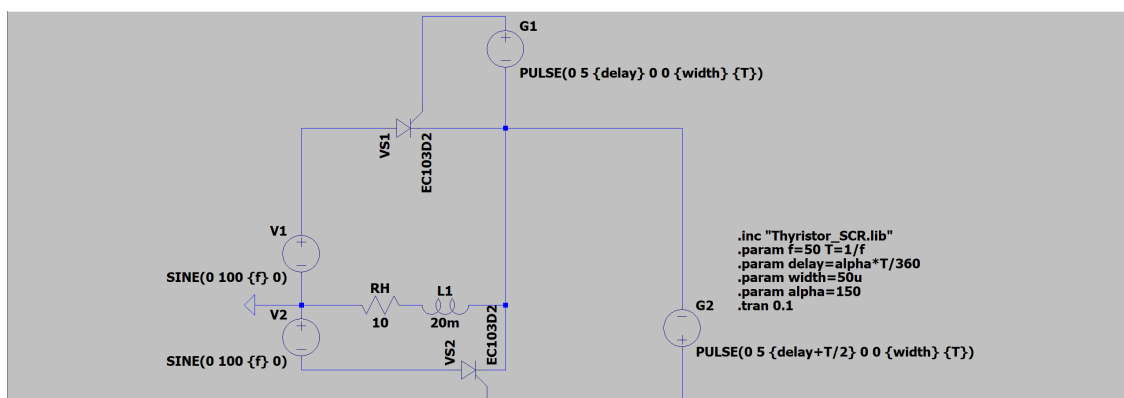 G1
PULSE(0 5 {delay} 0 0 {width} {T})
VS1
EC103D2
V1
SINE(0 100 {f} 0)
.inc "Thyristor_SCR.lib"
.param f=50 T=1/f
.param delay=alpha*T/360
.param width=50u
.param alpha=150
.tran 0.1
RH
10
L1
20m
V2
SINE(0 100 {f} 0)
VS2
EC103D2
G2
PULSE(0 5 {delay+T/2} 0 0 {width} {T})